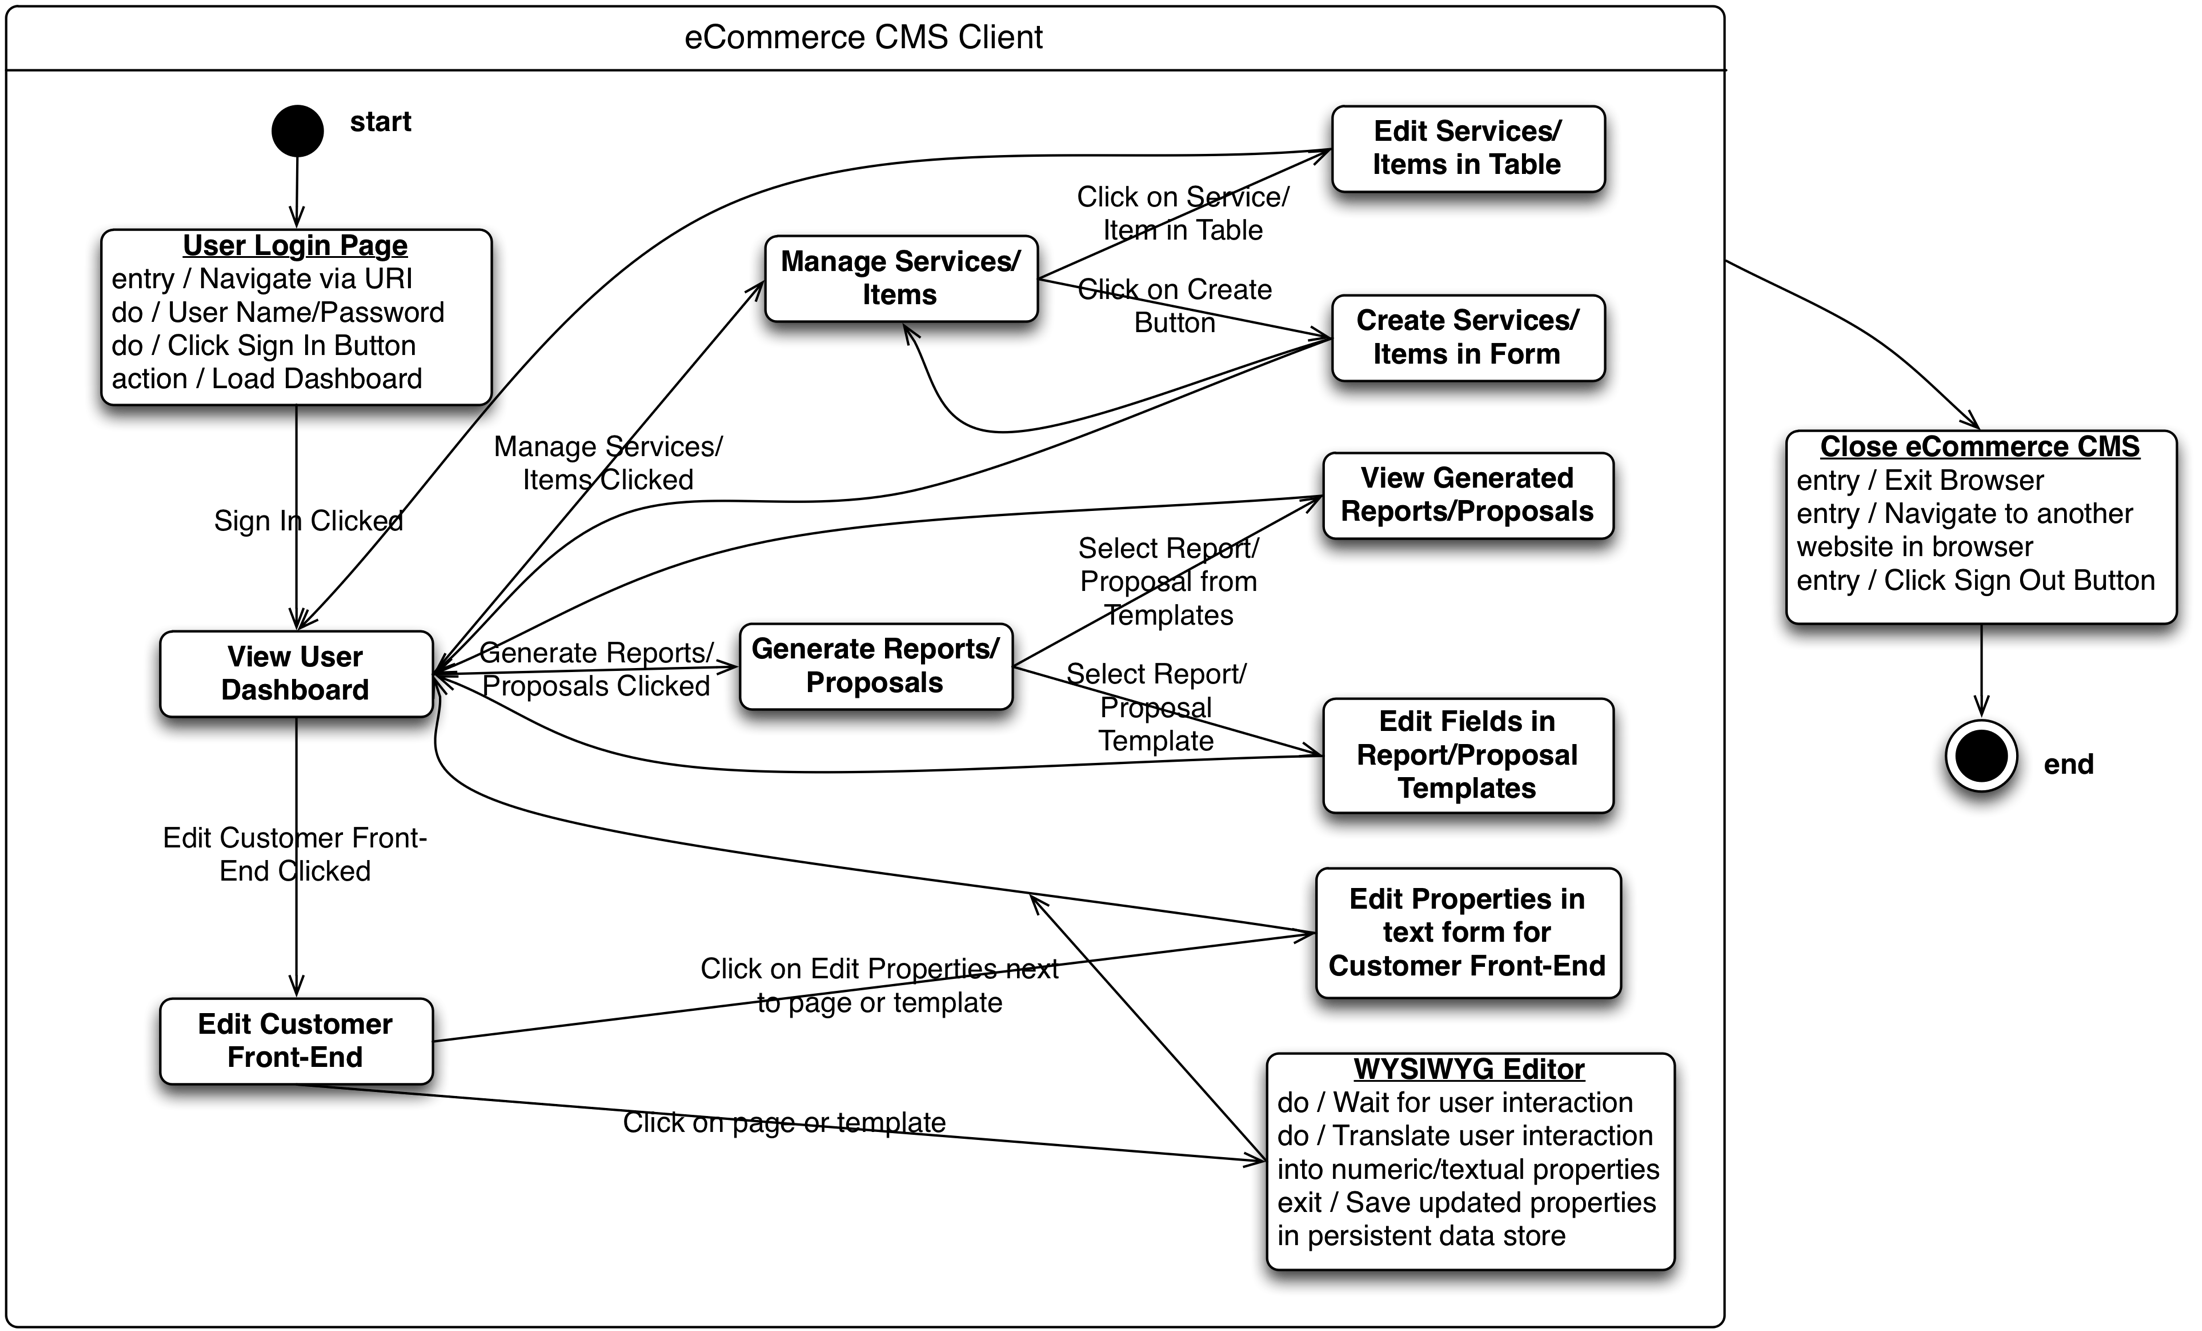 eCommerce CMS Client
start
User Login Page
entry / Navigate via URI
do / User Name/Password
do / Click Sign In Button
action / Load Dashboard
Sign In Clicked
View User
Dashboard
Edit Customer Front-
End Clicked
Edit Customer
Front-End
Manage Services/
Items Clicked
Generate Reports/
Proposals Clicked
Manage Services/
Items
Click on Service/
Item in Table
Click on Create
Button
Edit Services/
Items in Table
Create Services/
Items in Form
Generate Reports/
Proposals
Select Report/
Proposal from
Templates
Select Report/
Proposal
Template
View Generated
Reports/Proposals
Edit Fields in
Report/Proposal
Templates
Click on Edit Properties next
to page or template
Click on page or template
Edit Properties in
text form for
Customer Front-End
WYSIWYG Editor
do / Wait for user interaction
do / Translate user interaction
into numeric/textual properties
exit / Save updated properties
in persistent data store
Close eCommerce CMS
entry / Exit Browser
entry / Navigate to another
website in browser
entry / Click Sign Out Button
end